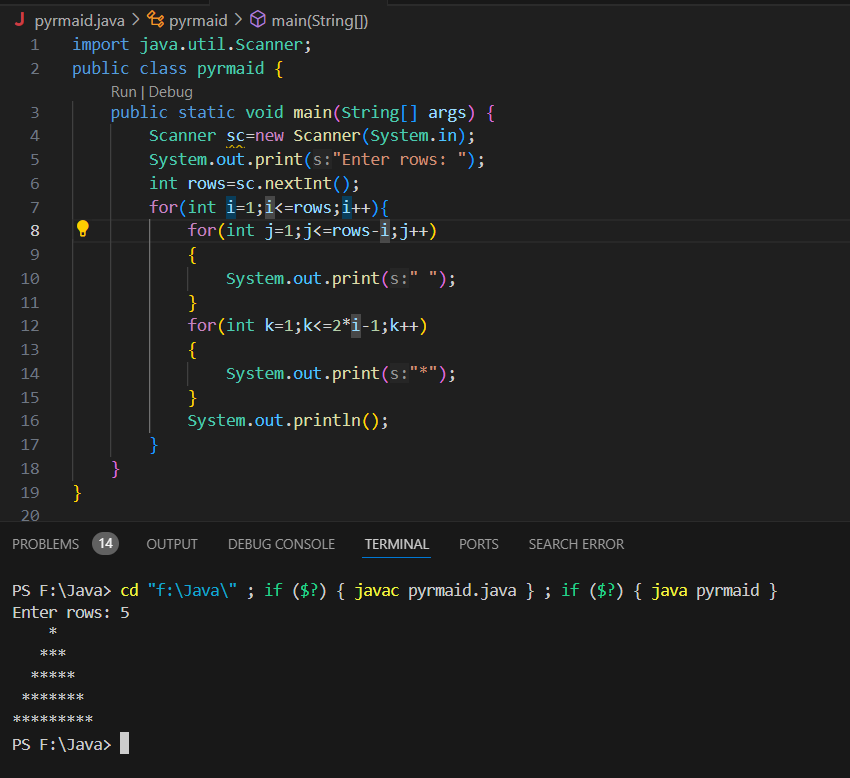 J pyrmaid.java > pyrmaid > main(String[])
1 import java.util.Scanner;
2 public class pyrmaid {
Run | Debug
3     public static void main(String[] args) {
4         Scanner sc=new Scanner(System.in);
5         System.out.print(s:"Enter rows: ");
6         int rows=sc.nextInt();
7         for(int i=1;i<=rows;i++){
8             for(int j=1;j<=rows-i;j++)
9             {
10                 System.out.print(s:" ");
11             }
12             for(int k=1;k<=2*i-1;k++)
13             {
14                 System.out.print(s:"*");
15             }
16             System.out.println();
17         }
18     }
19 }
20
PROBLEMS 14 OUTPUT DEBUG CONSOLE TERMINAL PORTS SEARCH ERROR
PS F:\Java> cd "f:\Java\" ; if ($?) { javac pyrmaid.java } ; if ($?) { java pyrmaid }
Enter rows: 5
    *
   ***
  *****
 *******
*********
PS F:\Java>